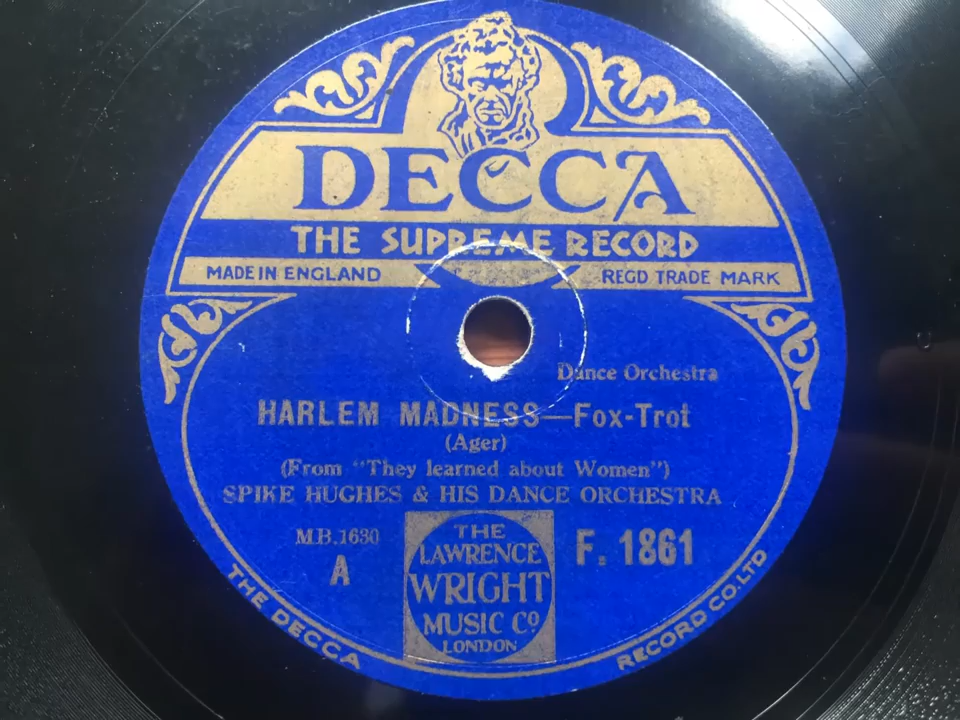 DECCA
THE SUPREME RECORD
MADE IN ENGLAND
REGD TRADE MARK
Dance Orchestra
HARLEM MADNESS—Fox-Trot
(Ager)
(From "They learned about Women")
SPIKE HUGHES & HIS DANCE ORCHESTRA
M.B.1630
A
THE
LAWRENCE
WRIGHT
MUSIC Cº
LONDON
F. 1861
THE DECCA RECORD CO. LTD